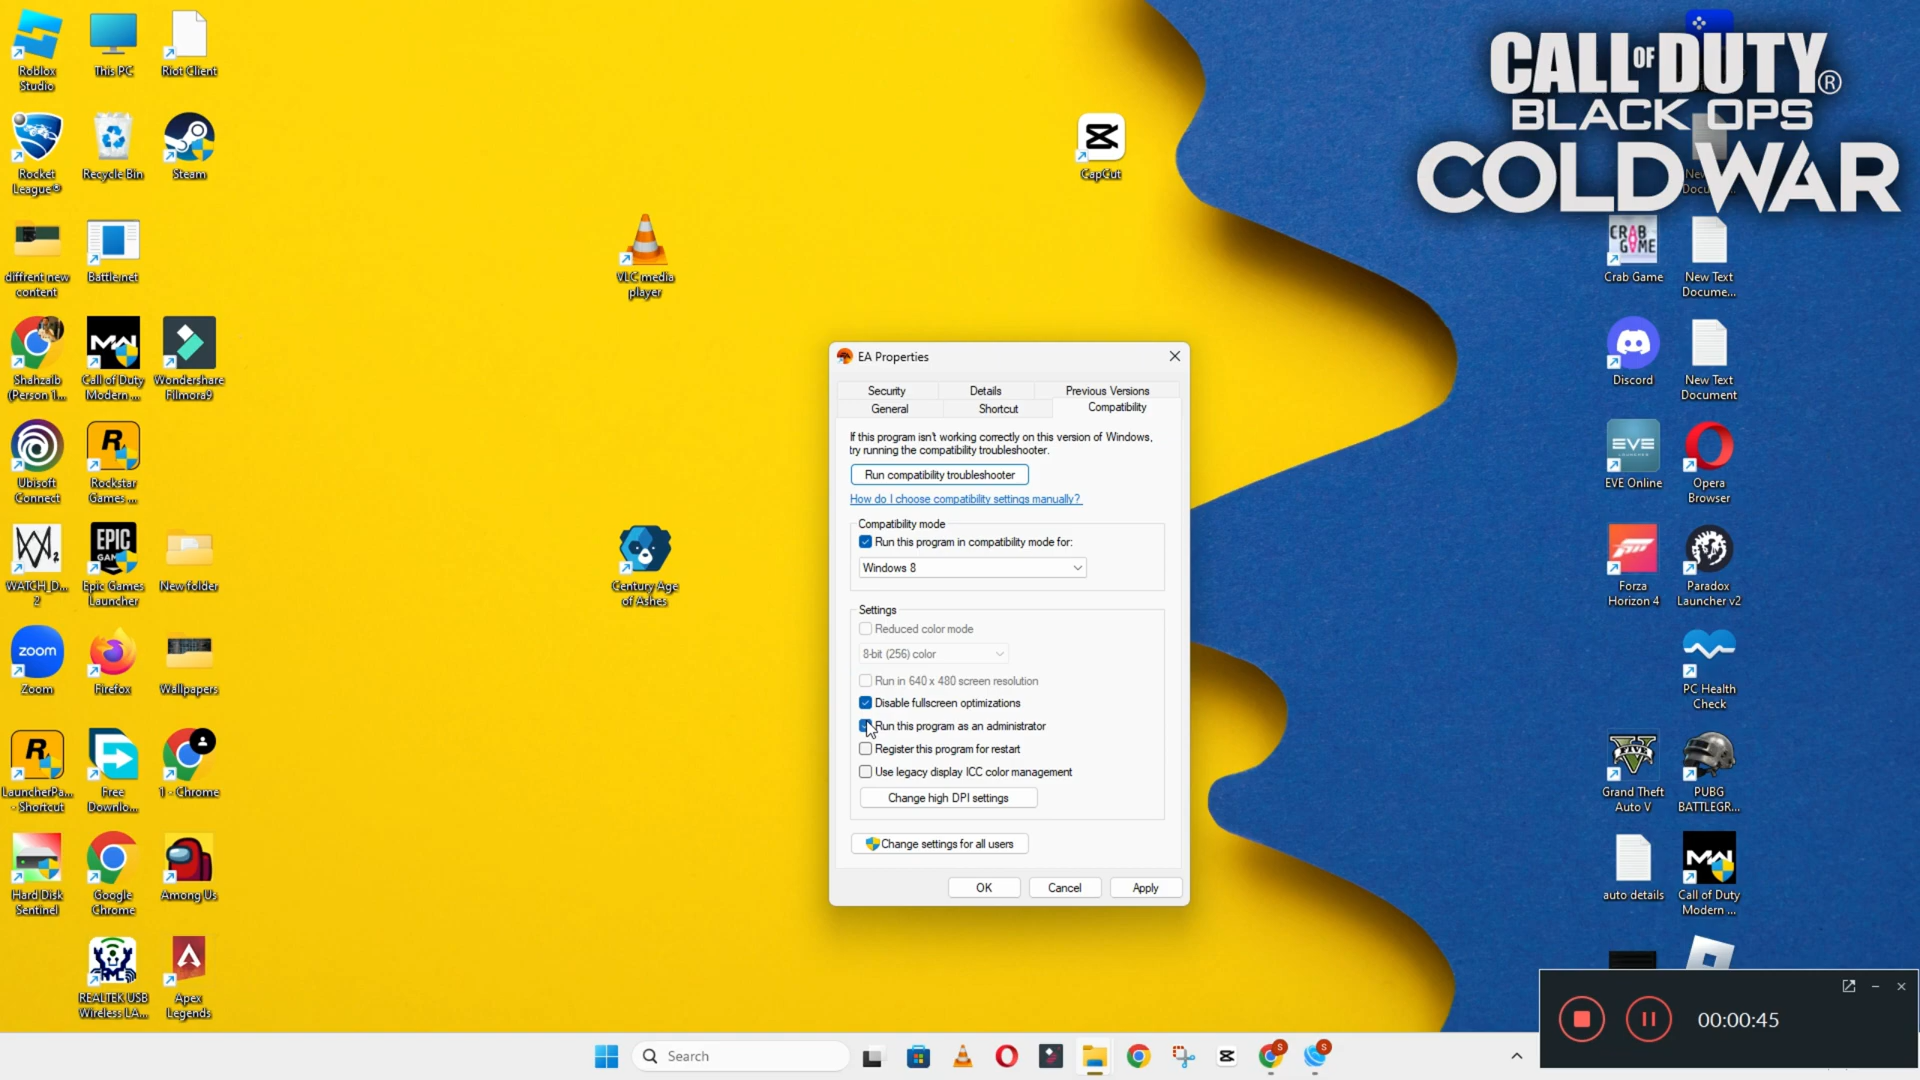 Roblox
Studio
This PC
Riot Client
Rocket
League®
Recycle Bin
Steam
diffrent new
content
Battle.net
Shahzaib
(Person 1...
Call of Duty
Modern ...
Wondershare
Filmora9
Ubisoft
Connect
Rockstar
Games ...
WATCH_D...
2
EPIC
GAMES
Epic Games
Launcher
New folder
zoom
Zoom
Firefox
Wallpapers
LauncherPa...
- Shortcut
Free
Downlo...
1 - Chrome
Hard Disk
Sentinel
Google
Chrome
Among Us
REALTEK USB
Wireless LA...
Apex
Legends
VLC media
player
Century Age
of Ashes
CapCut
CALL OF DUTY®
BLACK OPS
COLD WAR
CRAB
GAME
Crab Game
New Text
Docume...
Discord
New Text
Document
EVE
EVE Online
Opera
Browser
Forza
Horizon 4
Paradox
Launcher v2
PC Health
Check
Grand Theft
Auto V
PUBG
BATTLEGR...
auto details
Call of Duty
Modern ...
EA Properties
Security Details Previous Versions
General Shortcut Compatibility
If this program isn't working correctly on this version of Windows,
try running the compatibility troubleshooter.
Run compatibility troubleshooter
How do I choose compatibility settings manually?
Compatibility mode
Run this program in compatibility mode for:
Windows 8
Settings
Reduced color mode
8-bit (256) color
Run in 640 x 480 screen resolution
Disable fullscreen optimizations
Run this program as an administrator
Register this program for restart
Use legacy display ICC color management
Change high DPI settings
Change settings for all users
OK Cancel Apply
00:00:45
Search